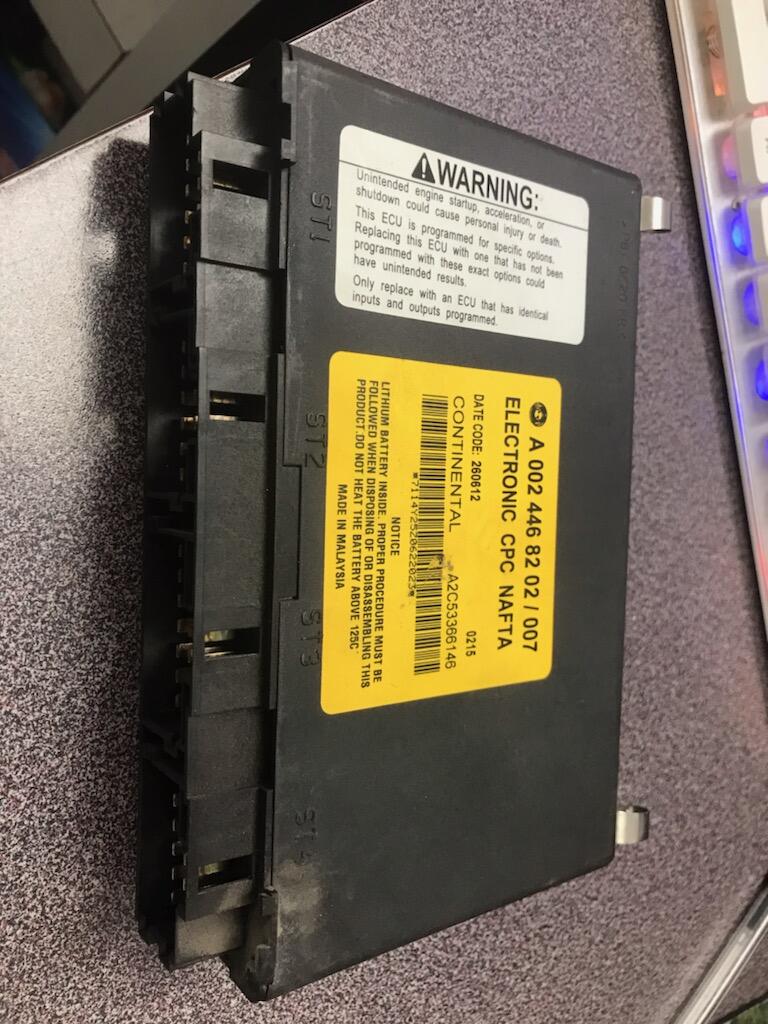 WARNING:
Unintended engine startup, acceleration, or
shutdown could cause personal injury or death.
This ECU is programmed for specific options.
Replacing this ECU with one that has not been
programmed with these exact options could
have unintended results.
Only replace with an ECU that has identical
inputs and outputs programmed.
A 002 446 82 02 / 007
ELECTRONIC CPC NAFTA
DATE CODE: 260612 0215
CONTINENTAL A2C53366146
*7114Y2520622023*
NOTICE
LITHIUM BATTERY INSIDE. PROPER PROCEDURE MUST BE
FOLLOWED WHEN DISPOSING OF OR DISASSEMBLING THIS
PRODUCT.DO NOT HEAT THE BATTERY ABOVE 125C
MADE IN MALAYSIA
ST1
ST2
ST3
ST4